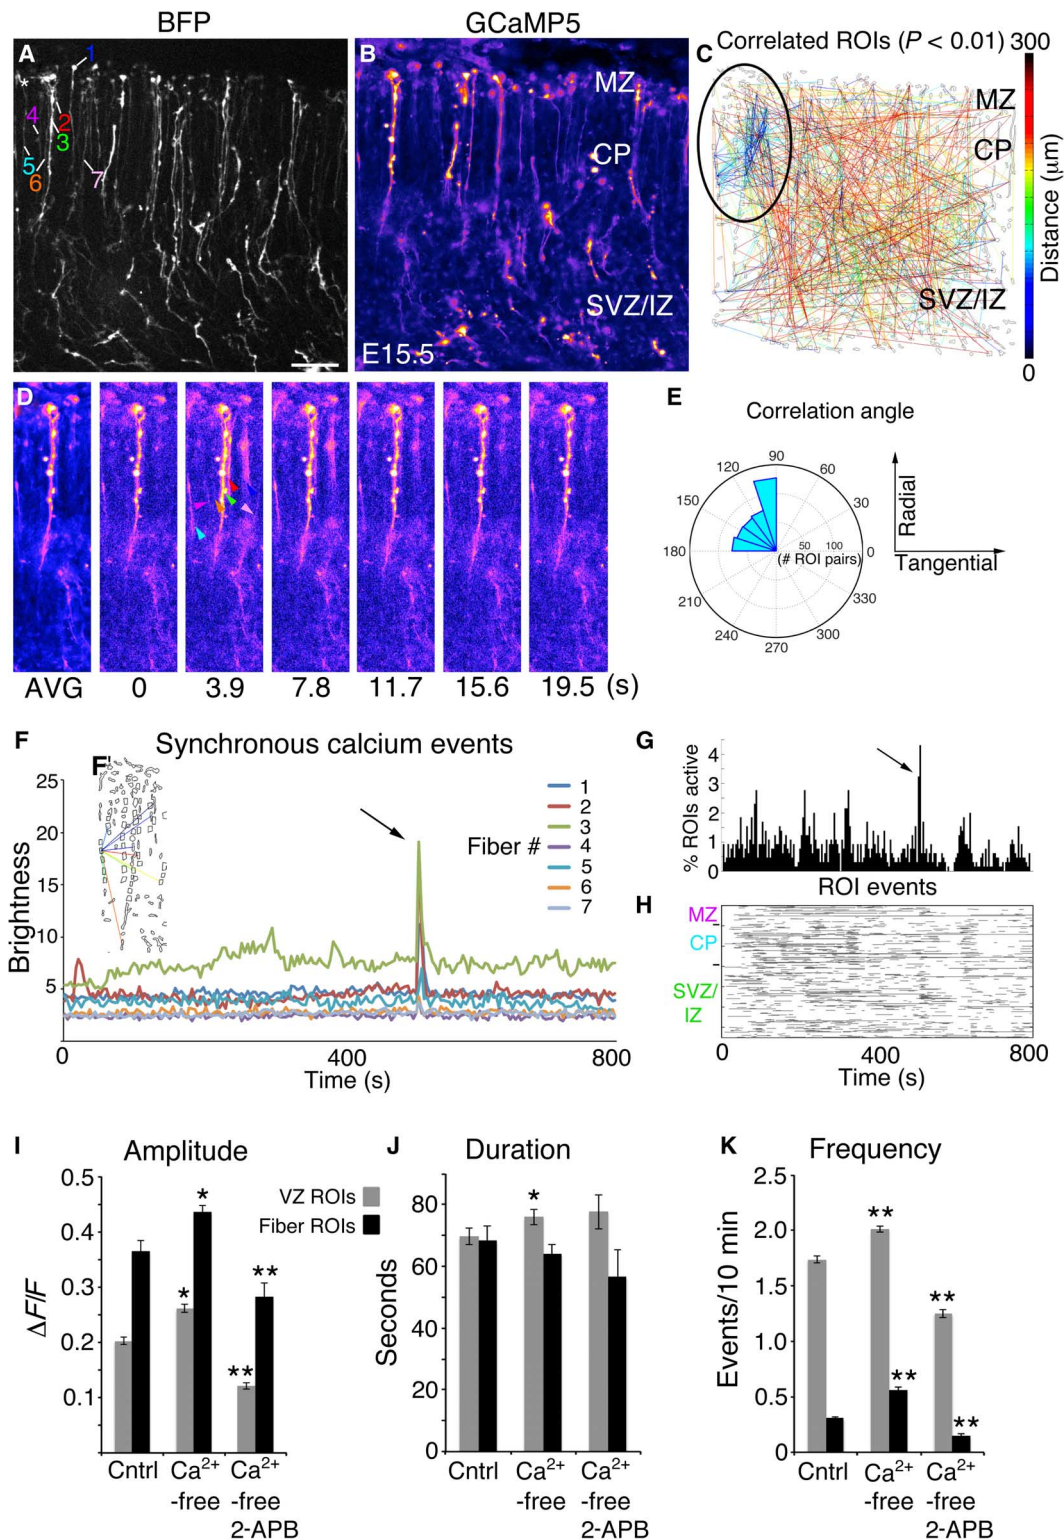 BFP
GCaMP5
A
*
1
2
3
4
5
6
7
B
MZ
CP
SVZ/IZ
E15.5
C
Correlated ROIs (P < 0.01)
300
MZ
CP
SVZ/IZ
Distance (µm)
0
D
AVG
0
3.9
7.8
11.7
15.6
19.5
(s)
E
Correlation angle
90
120
60
150
30
180
50
100
0
(# ROI pairs)
210
330
240
300
270
Radial
Tangential
F
Synchronous calcium events
F'
25
20
15
10
5
Brightness
Fiber #
1
2
3
4
5
6
7
0
400
800
Time (s)
G
4
3
2
1
0
% ROIs active
ROI events
H
MZ
CP
SVZ/
IZ
0
400
800
Time (s)
I
Amplitude
0.5
0.4
0.3
0.2
0.1
ΔF/F
VZ ROIs
Fiber ROIs
*
*
**
**
Cntrl
Ca2+
-free
Ca2+
-free
2-APB
J
Duration
80
60
40
20
0
Seconds
*
Cntrl
Ca2+
-free
Ca2+
-free
2-APB
K
Frequency
2.5
2.0
1.5
1.0
0.5
0
Events/10 min
**
**
**
**
Cntrl
Ca2+
-free
Ca2+
-free
2-APB